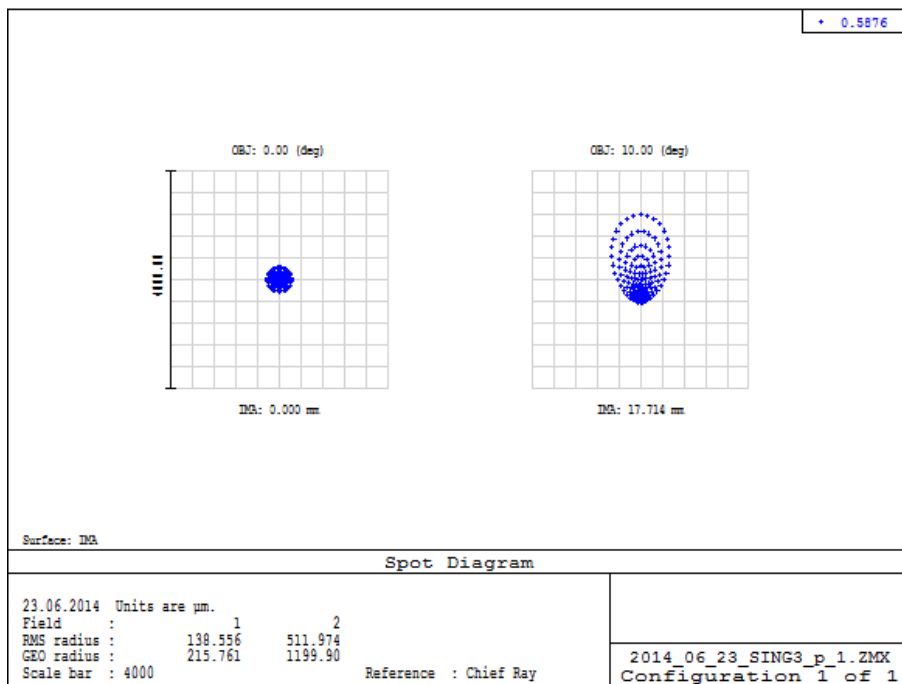 + 0.5876
OBJ: 0.00 (deg)
OBJ: 10.00 (deg)
4000.00
IMA: 0.000 mm
IMA: 17.714 mm
Surface: IMA
Spot Diagram
23.06.2014 Units are µm.
Field : 1 2
RMS radius : 138.556 511.974
GEO radius : 215.761 1199.90
Scale bar : 4000 Reference : Chief Ray
2014_06_23_SING3_p_1.ZMX
Configuration 1 of 1